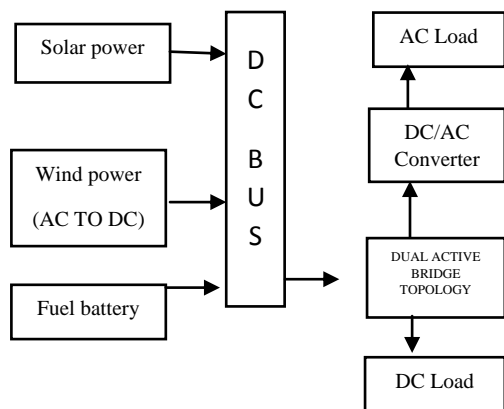 Solar power
Wind power
(AC TO DC)
Fuel battery
D
C
B
U
S
AC Load
DC/AC
Converter
DUAL ACTIVE
BRIDGE
TOPOLOGY
DC Load